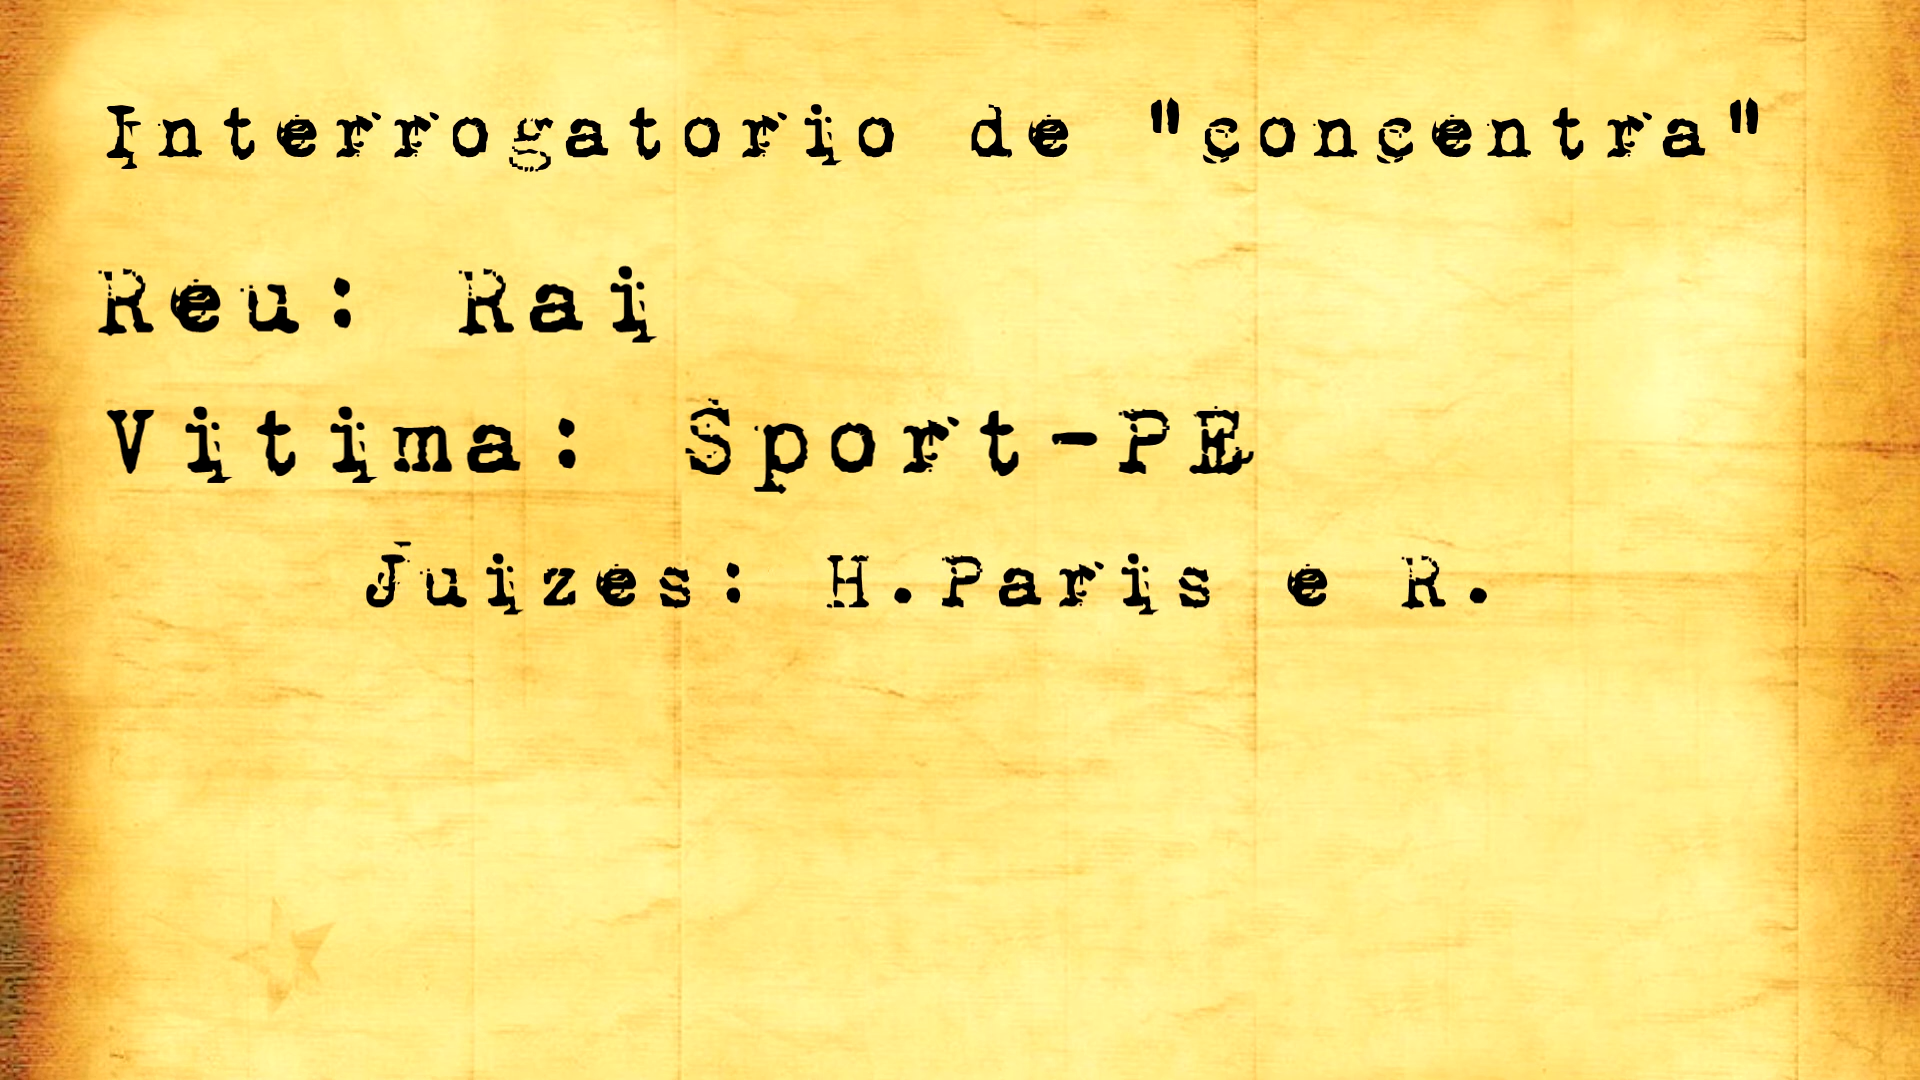 Interrogatorio de "concentra"
Reu: Rai
Vitima: Sport-PE
Juizes: H.Paris e R.